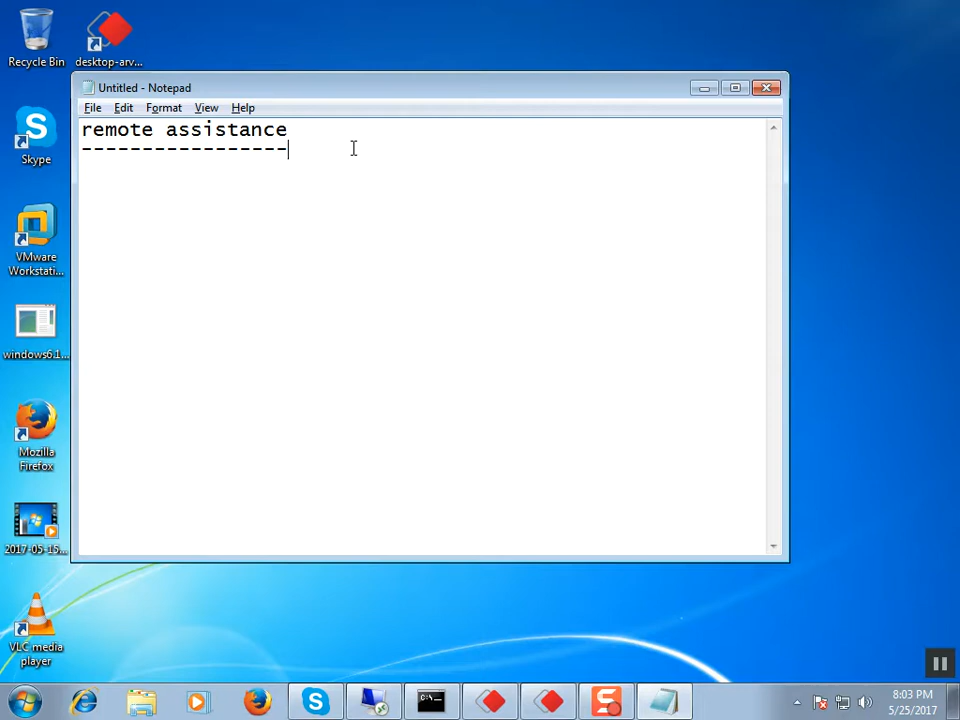 Recycle Bin
desktop-arv...
Untitled - Notepad
File Edit Format View Help
remote assistance
-----------------
Skype
VMware
Workstati...
windows6.1...
Mozilla
Firefox
2017-05-15...
VLC media
player
8:03 PM
5/25/2017